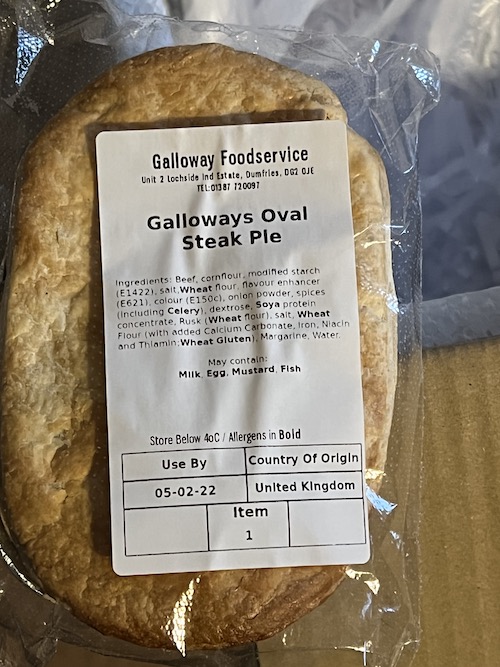 Galloway Foodservice
Unit 2 Lochside Ind Estate, Dumfries, DG2 0JE
TEL:01387 720097
Galloways Oval
Steak Pie
Ingredients: Beef, cornflour, modified starch
(E1422), salt,Wheat flour, flavour enhancer
(E621), colour (E150c), onion powder, spices
(including Celery), dextrose, Soya protein
concentrate, Rusk (Wheat flour), salt, Wheat
Flour (with added Calcium Carbonate, Iron, Niacin
and Thiamin;Wheat Gluten), Margarine, Water.
May contain:
Milk, Egg, Mustard, Fish
Store Below 4oC / Allergens in Bold
Use By Country Of Origin
05-02-22 United Kingdom
Item
1